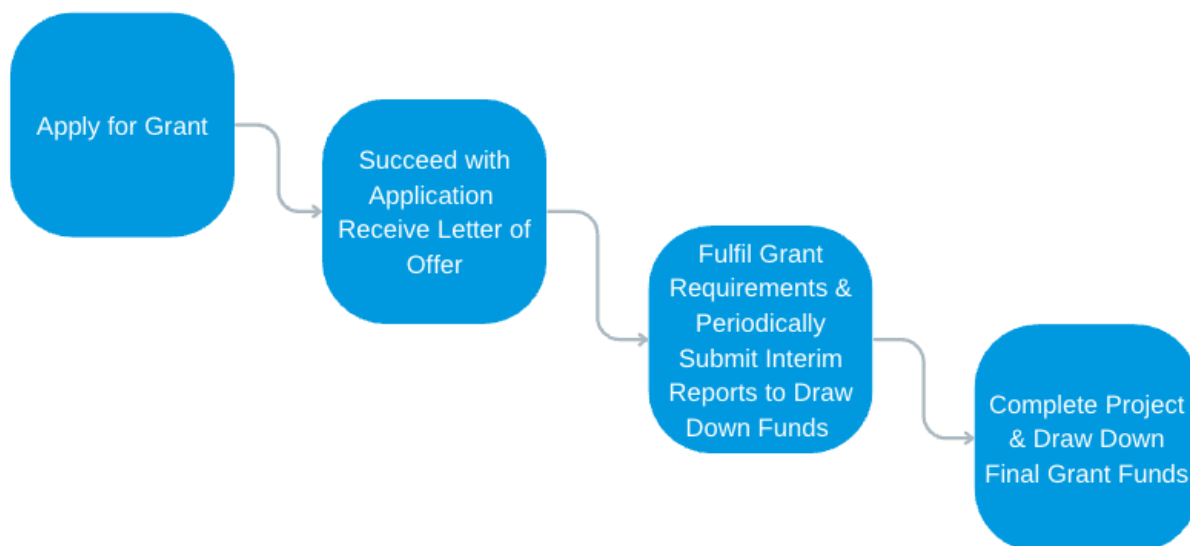 Apply for Grant
Succeed with
Application
Receive Letter of
Offer
Fulfil Grant
Requirements &
Periodically
Submit Interim
Reports to Draw
Down Funds
Complete Project
& Draw Down
Final Grant Funds